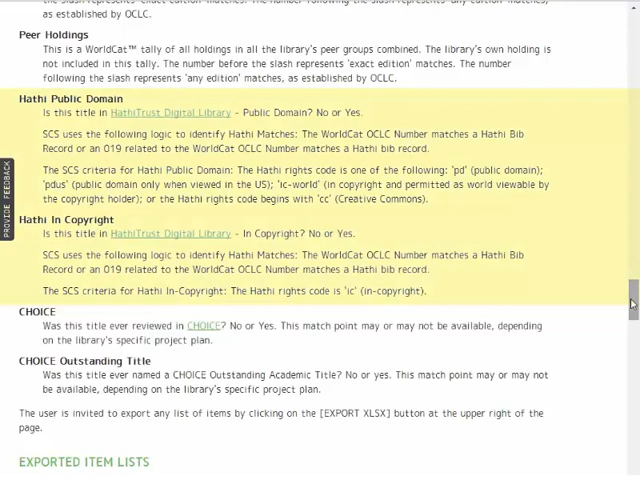 as established by OCLC.
Peer Holdings
This is a WorldCat™ tally of all holdings in all the library's peer groups combined. The library's own holding is
not included in this tally. The number before the slash represents 'exact edition' matches. The number
following the slash represents 'any edition' matches, as established by OCLC.
Hathi Public Domain
Is this title in HathiTrust Digital Library - Public Domain? No or Yes.
SCS uses the following logic to identify Hathi Matches: The WorldCat OCLC Number matches a Hathi Bib
Record or an 019 related to the WorldCat OCLC Number matches a Hathi bib record.
The SCS criteria for Hathi Public Domain: The Hathi rights code is one of the following: 'pd' (public domain);
'pdus' (public domain only when viewed in the US); 'ic-world' (in copyright and permitted as world viewable by
the copyright holder); or the Hathi rights code begins with 'cc' (Creative Commons).
PROVIDE FEEDBACK
Hathi In Copyright
Is this title in HathiTrust Digital Library - In Copyright? No or Yes.
SCS uses the following logic to identify Hathi Matches: The WorldCat OCLC Number matches a Hathi Bib
Record or an 019 related to the WorldCat OCLC Number matches a Hathi bib record.
The SCS criteria for Hathi In-Copyright: The Hathi rights code is 'ic' (in-copyright).
CHOICE
Was this title ever reviewed in CHOICE? No or Yes. This match point may or may not be available, depending
on the library's specific project plan.
CHOICE Outstanding Title
Was this title ever named a CHOICE Outstanding Academic Title? No or yes. This match point may or may not
be available, depending on the library's specific project plan.
The user is invited to export any list of items by clicking on the [EXPORT XLSX] button at the upper right of the
page.
EXPORTED ITEM LISTS